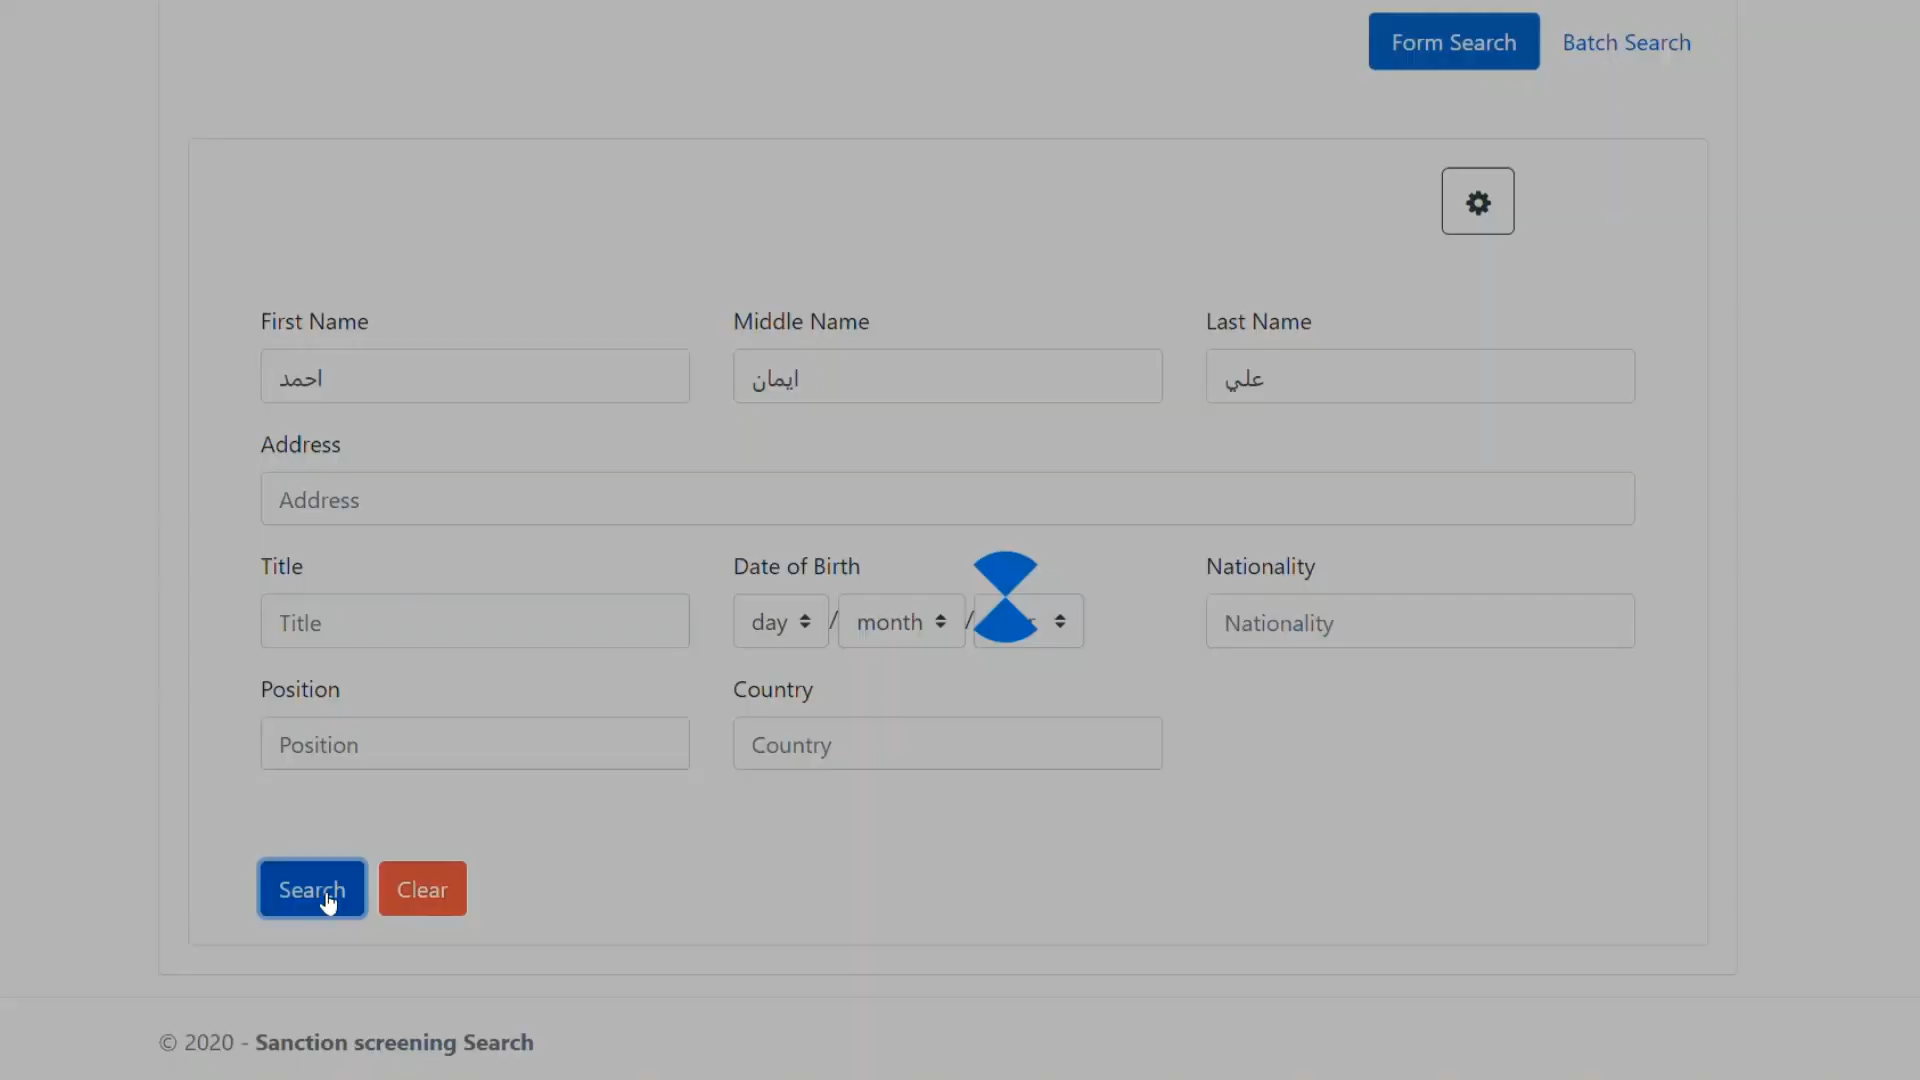 Form Search Batch Search
First Name Middle Name Last Name
احمد ايمان علي
Address
Address
Title Date of Birth Nationality
Title day / month / Nationality
Position Country
Position Country
Search Clear
© 2020 - Sanction screening Search